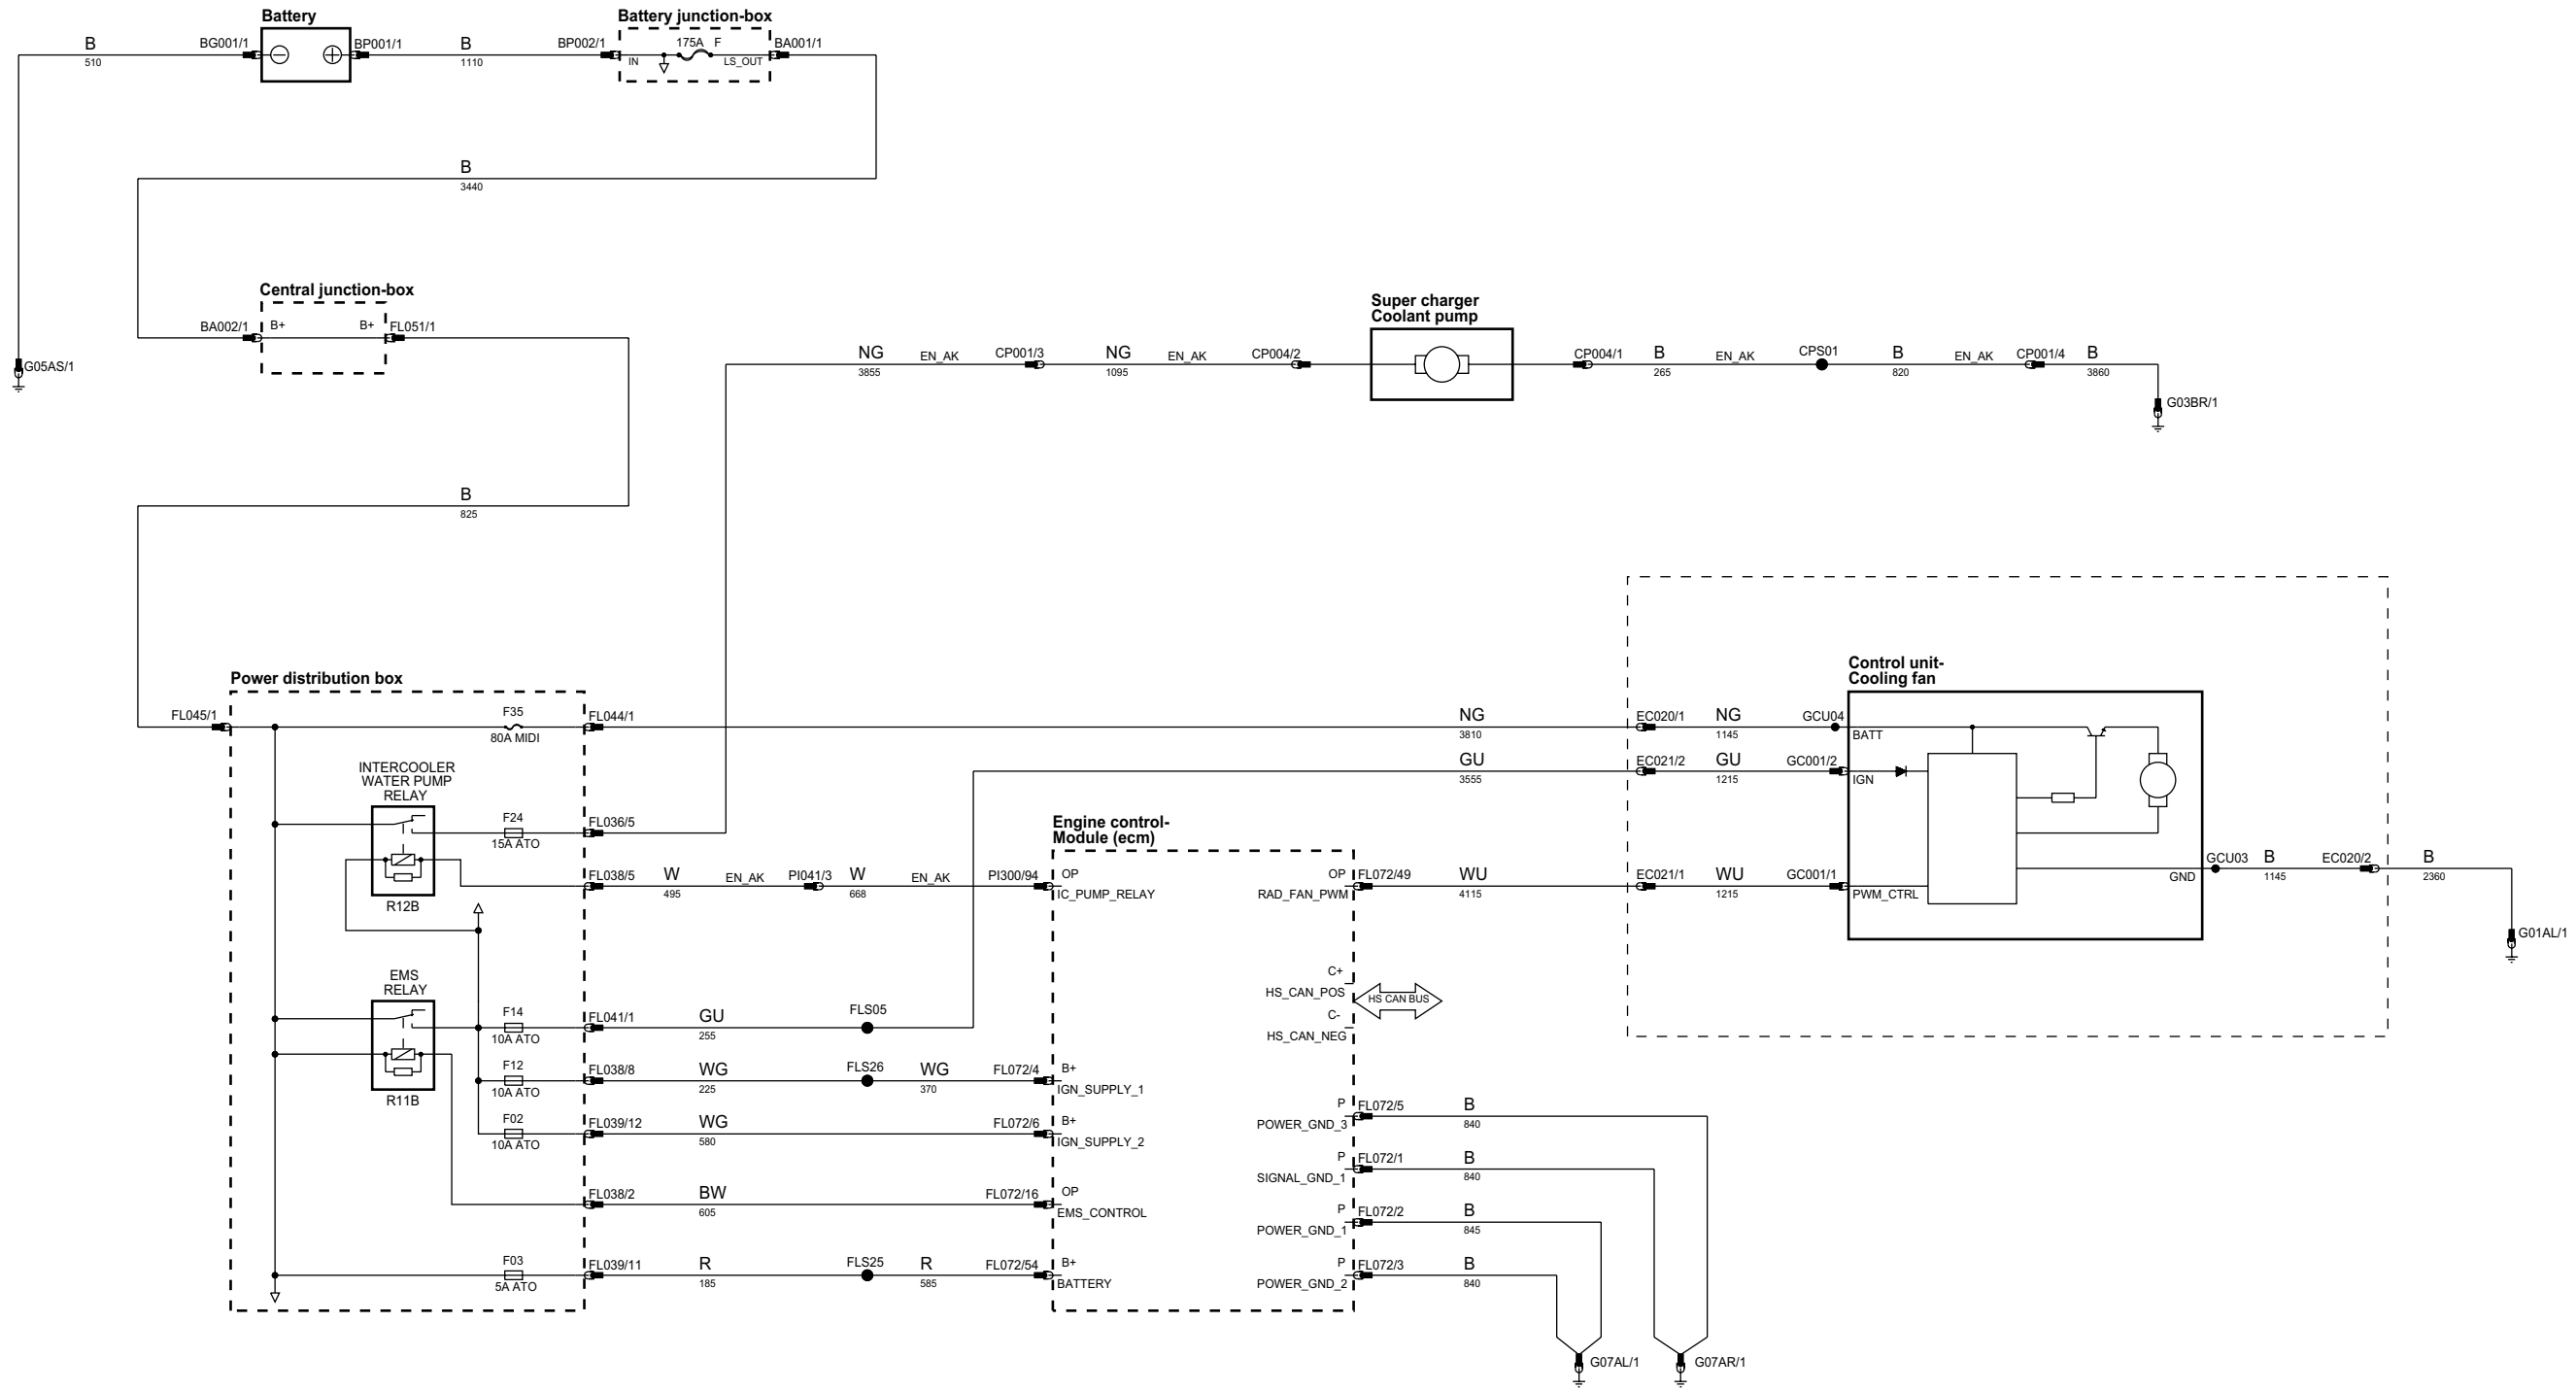 Battery
Battery junction-box
B
510
BG001/1
BP001/1
B
1110
BP002/1
175A F
IN
LS_OUT
BA001/1
B
3440
Central junction-box
BA002/1
B+
B+
FL051/1
G05AS/1
B
825
Super charger
Coolant pump
NG
3855
EN_AK
CP001/3
NG
1095
EN_AK
CP004/2
CP004/1
B
265
EN_AK
CPS01
B
820
EN_AK
CP001/4
B
3860
G03BR/1
Power distribution box
FL045/1
F35
80A MIDI
FL044/1
NG
3810
EC020/1
NG
1145
GCU04
Control unit-
Cooling fan
BATT
GU
3555
EC021/2
GU
1215
GC001/2
IGN
INTERCOOLER
WATER PUMP
RELAY
R12B
F24
15A ATO
FL036/5
FL038/5
W
495
EN_AK
PI041/3
W
668
EN_AK
PI300/94
Engine control-
Module (ecm)
OP
IC_PUMP_RELAY
OP
RAD_FAN_PWM
FL072/49
WU
4115
EC021/1
WU
1215
GC001/1
PWM_CTRL
GND
GCU03
B
1145
EC020/2
B
2360
G01AL/1
EMS
RELAY
R11B
C+
HS_CAN_POS
HS CAN BUS
C-
HS_CAN_NEG
F14
10A ATO
FL041/1
GU
255
FLS05
F12
10A ATO
FL038/8
WG
225
FLS26
WG
370
FL072/4
B+
IGN_SUPPLY_1
F02
10A ATO
FL039/12
WG
580
FL072/6
B+
IGN_SUPPLY_2
FL038/2
BW
605
FL072/16
OP
EMS_CONTROL
F03
5A ATO
FL039/11
R
185
FLS25
R
585
FL072/54
B+
BATTERY
P
POWER_GND_3
FL072/5
B
840
P
SIGNAL_GND_1
FL072/1
B
840
P
POWER_GND_1
FL072/2
B
845
P
POWER_GND_2
FL072/3
B
840
G07AL/1
G07AR/1